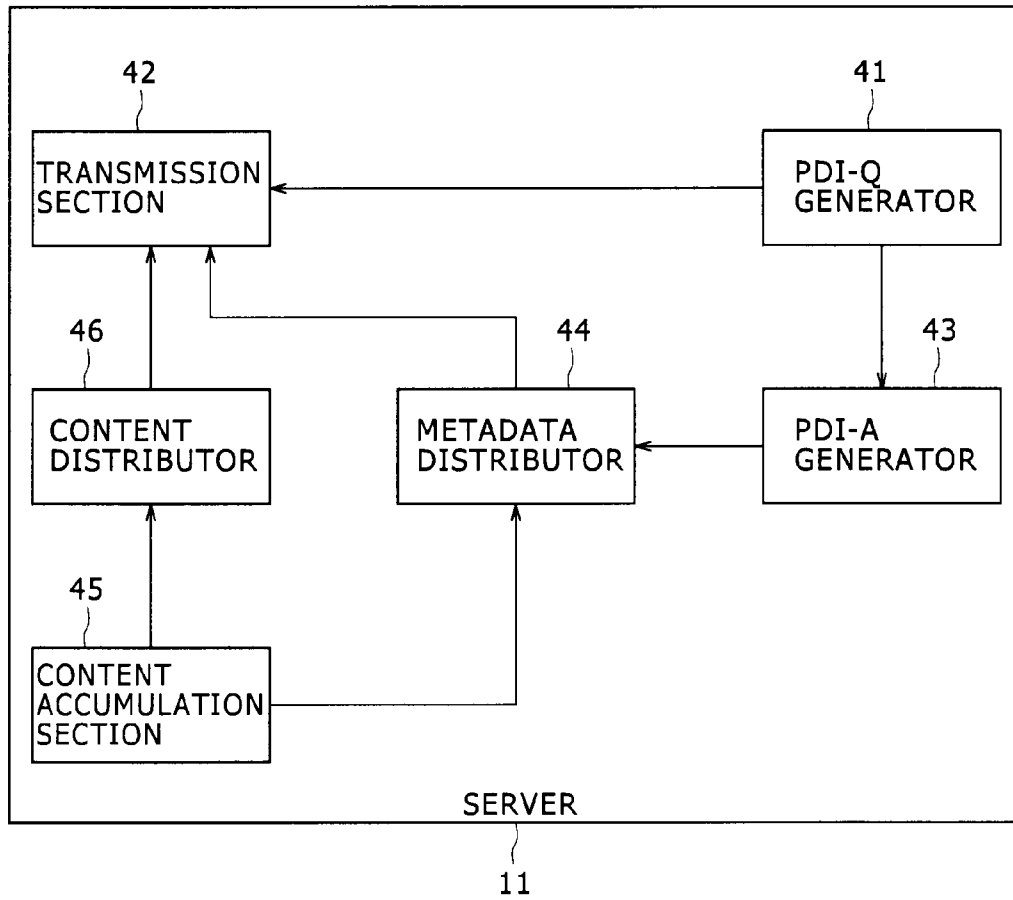 42
41
TRANSMISSION
SECTION
PDI-Q
GENERATOR
46
44
43
CONTENT
DISTRIBUTOR
METADATA
DISTRIBUTOR
PDI-A
GENERATOR
45
CONTENT
ACCUMULATION
SECTION
SERVER
11